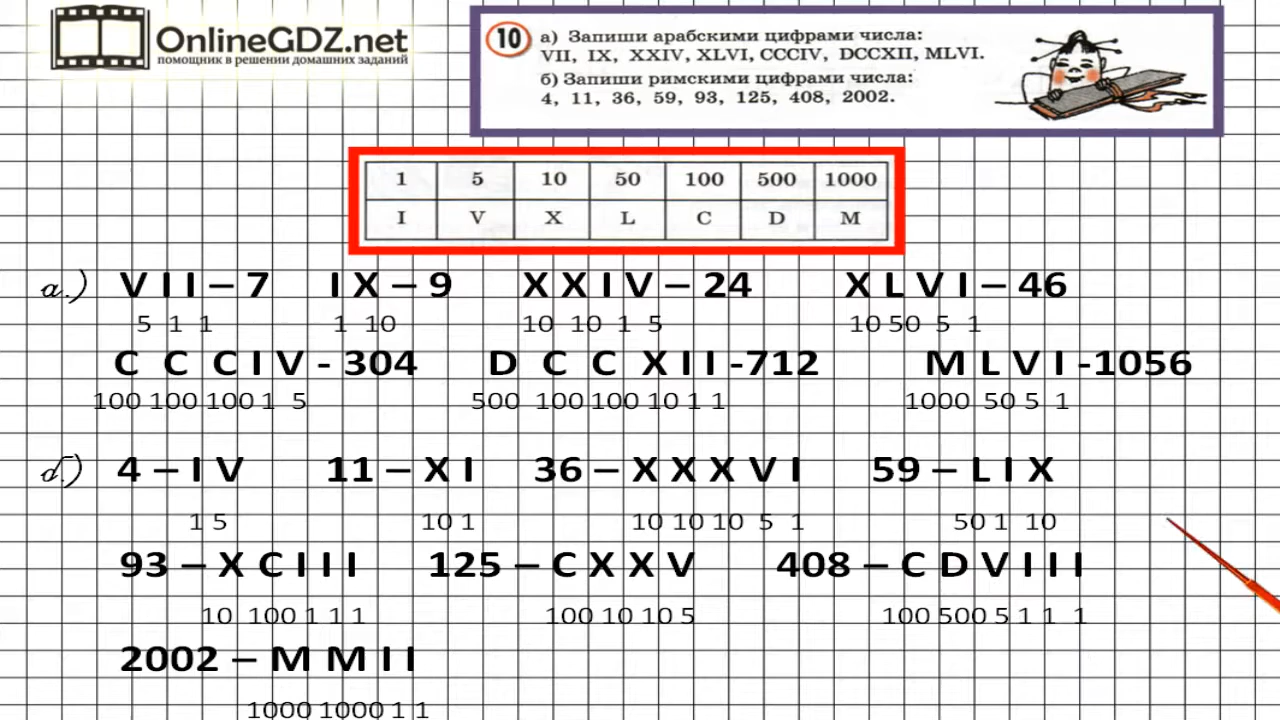 OnlineGDZ.net
помощник в решении домашних заданий
10 а) Запиши арабскими цифрами числа:
VII, IX, XXIV, XLVI, CCCIV, DCCXII, MLVI.
б) Запиши римскими цифрами числа:
4, 11, 36, 59, 93, 125, 408, 2002.
1 5 10 50 100 500 1000
I V X L C D M
а.) V I I – 7 I X – 9 X X I V – 24 X L V I – 46
5 1 1 1 10 10 10 1 5 10 50 5 1
C C C I V - 304 D C C X I I -712 M L V I -1056
100 100 100 1 5 500 100 100 10 1 1 1000 50 5 1
б.) 4 – I V 11 – X I 36 – X X X V I 59 – L I X
1 5 10 1 10 10 10 5 1 50 1 10
93 – X C I I I 125 – C X X V 408 – C D V I I I
10 100 1 1 1 100 10 10 5 100 500 5 1 1 1
2002 – M M I I
1000 1000 1 1